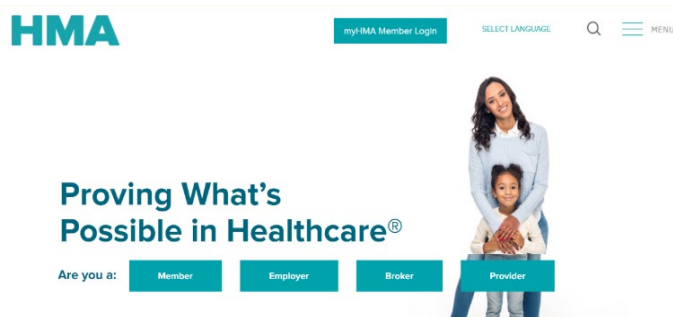 HMA
myHMA Member Login
SELECT LANGUAGE
MENU
Proving What's
Possible in Healthcare®
Are you a:
Member
Employer
Broker
Provider